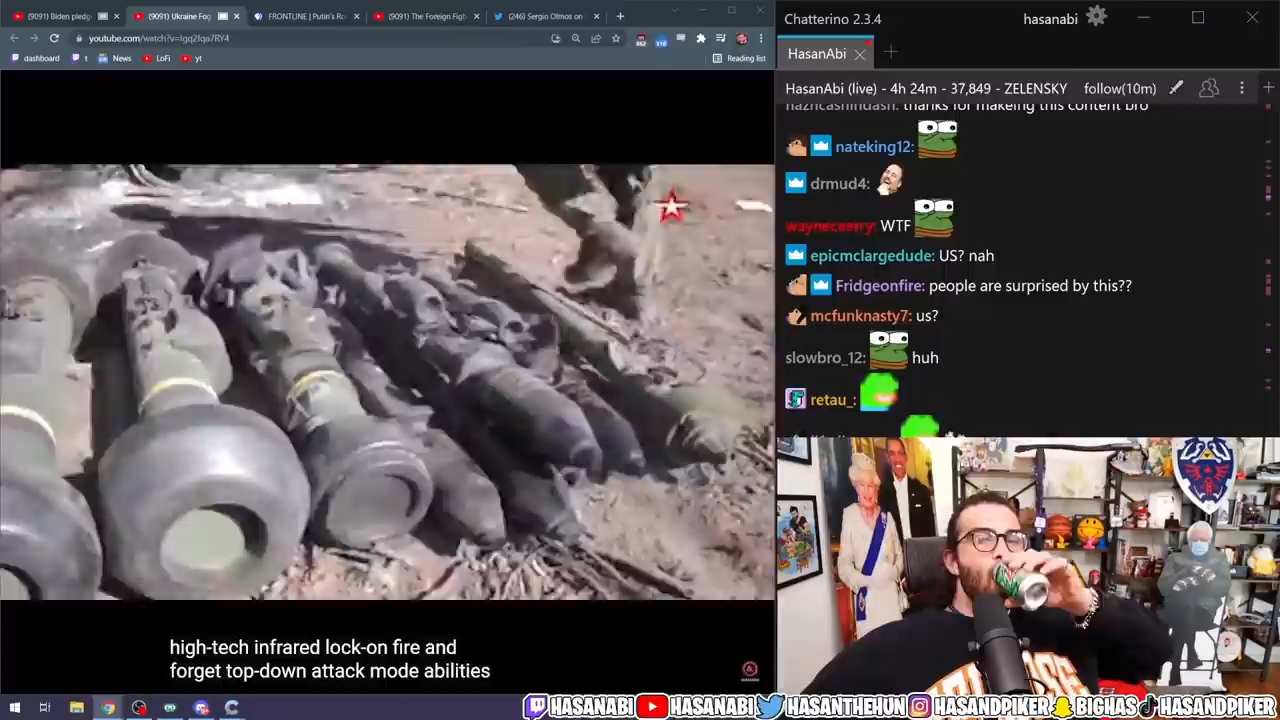 (9091) Biden pledg
(9091) Ukraine Fog
FRONTLINE | Putin's Ro
(9091) The Foreign Figh
(246) Sergio Olmos on
youtube.com/watch?v=Igq2fqa7RY4
dashboard
t
News
LoFi
yt
Reading list
Chatterino 2.3.4
hasanabi
HasanAbi
HasanAbi (live) - 4h 24m - 37,849 - ZELENSKY
follow(10m)
thanks for makeing this content bro
nateking12:
drmud4:
WTF
epicmclargedude: US? nah
Fridgeonfire: people are surprised by this??
mcfunknasty7: us?
slowbro_12: huh
retau_:
high-tech infrared lock-on fire and
forget top-down attack mode abilities
HASANABI HASANABI HASANTHEHUN HASANDPIKER BIGHAS HASANDPIKER